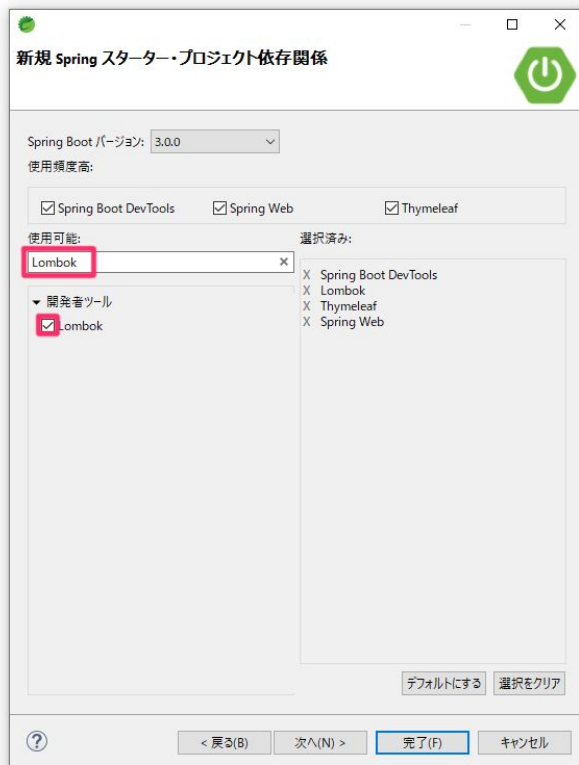 新規 Spring スターター・プロジェクト依存関係
Spring Boot バージョン: 3.0.0
使用頻度高:
Spring Boot DevTools Spring Web Thymeleaf
使用可能: 選択済み:
Lombok ×
X Spring Boot DevTools
開発者ツール X Lombok
X Thymeleaf
Lombok X Spring Web
デフォルトにする 選択をクリア
? < 戻る(B) 次へ(N) > 完了(F) キャンセル